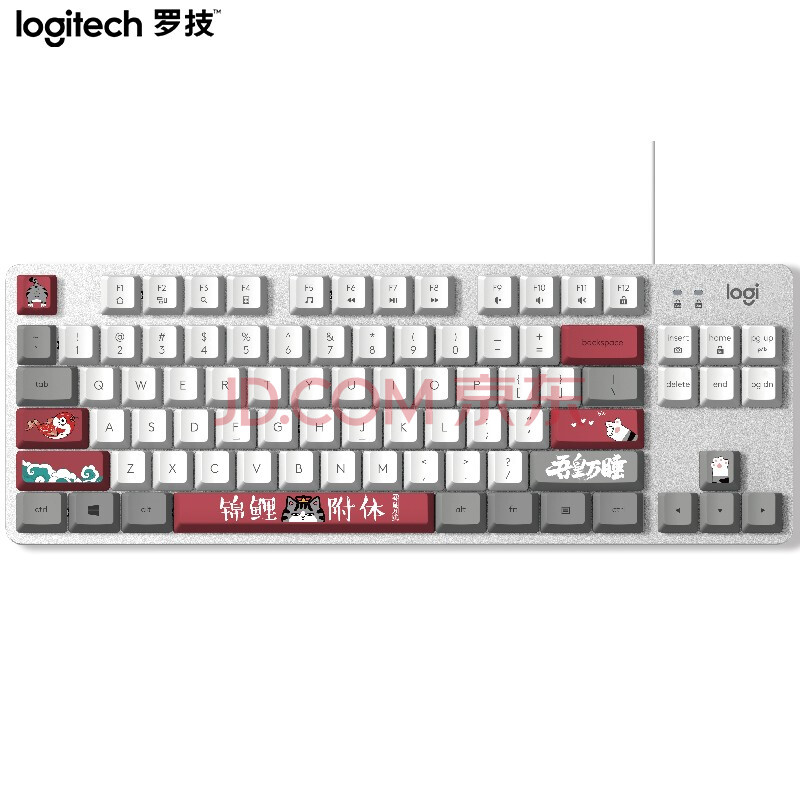 logitech 罗技™
F1 F2 F3 F4 F5 F6 F7 F8 F9 F10 F11 F12
logi
~ ! @ # $ % ^ & * ( ) _ + backspace insert home pg up
1 2 3 4 5 6 7 8 9 0 - =
tab Q W E R T Y U I O P { } | delete end pg dn
[ ] \
A S D F G H J K L : "
; '
JD.COM 京东
Z X C V B N M < > ? 吾皇万睡
, . /
ctrl alt 锦鲤附休 alt fn ctrl